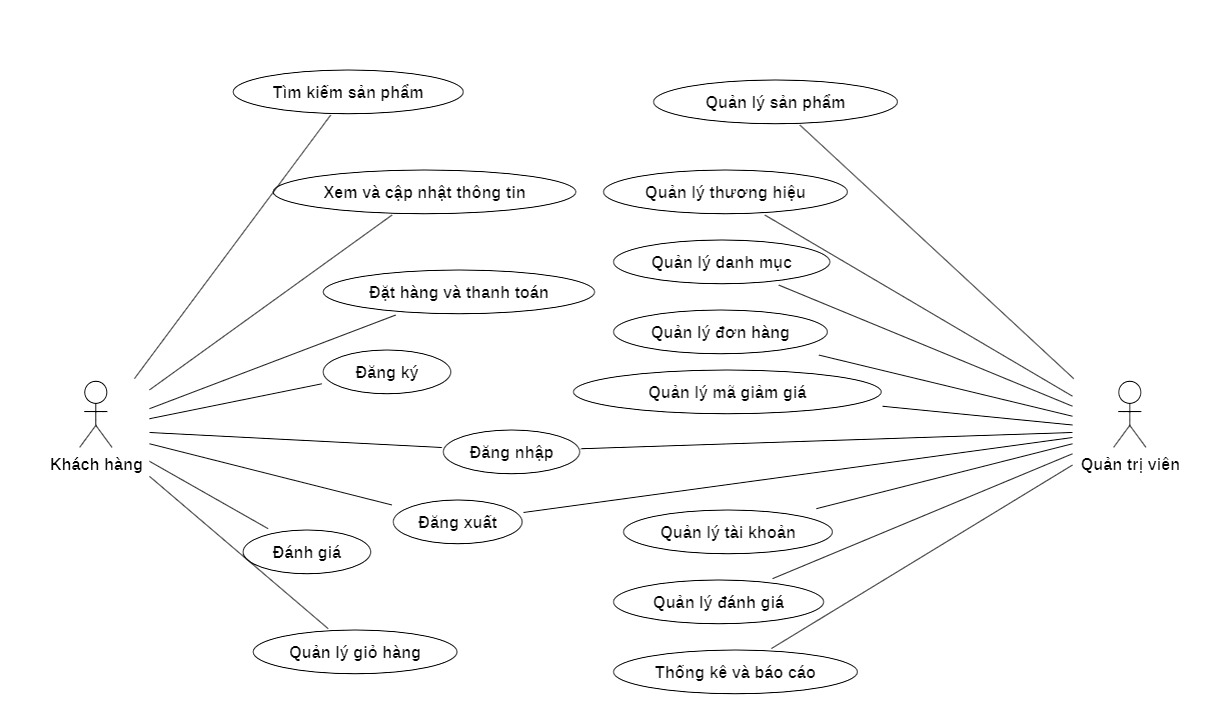 Tìm kiếm sản phẩm
Quản lý sản phẩm
Xem và cập nhật thông tin
Quản lý thương hiệu
Quản lý danh mục
Đặt hàng và thanh toán
Quản lý đơn hàng
Đăng ký
Quản lý mã giảm giá
Đăng nhập
Khách hàng
Quản trị viên
Đăng xuất
Quản lý tài khoản
Đánh giá
Quản lý đánh giá
Quản lý giỏ hàng
Thống kê và báo cáo